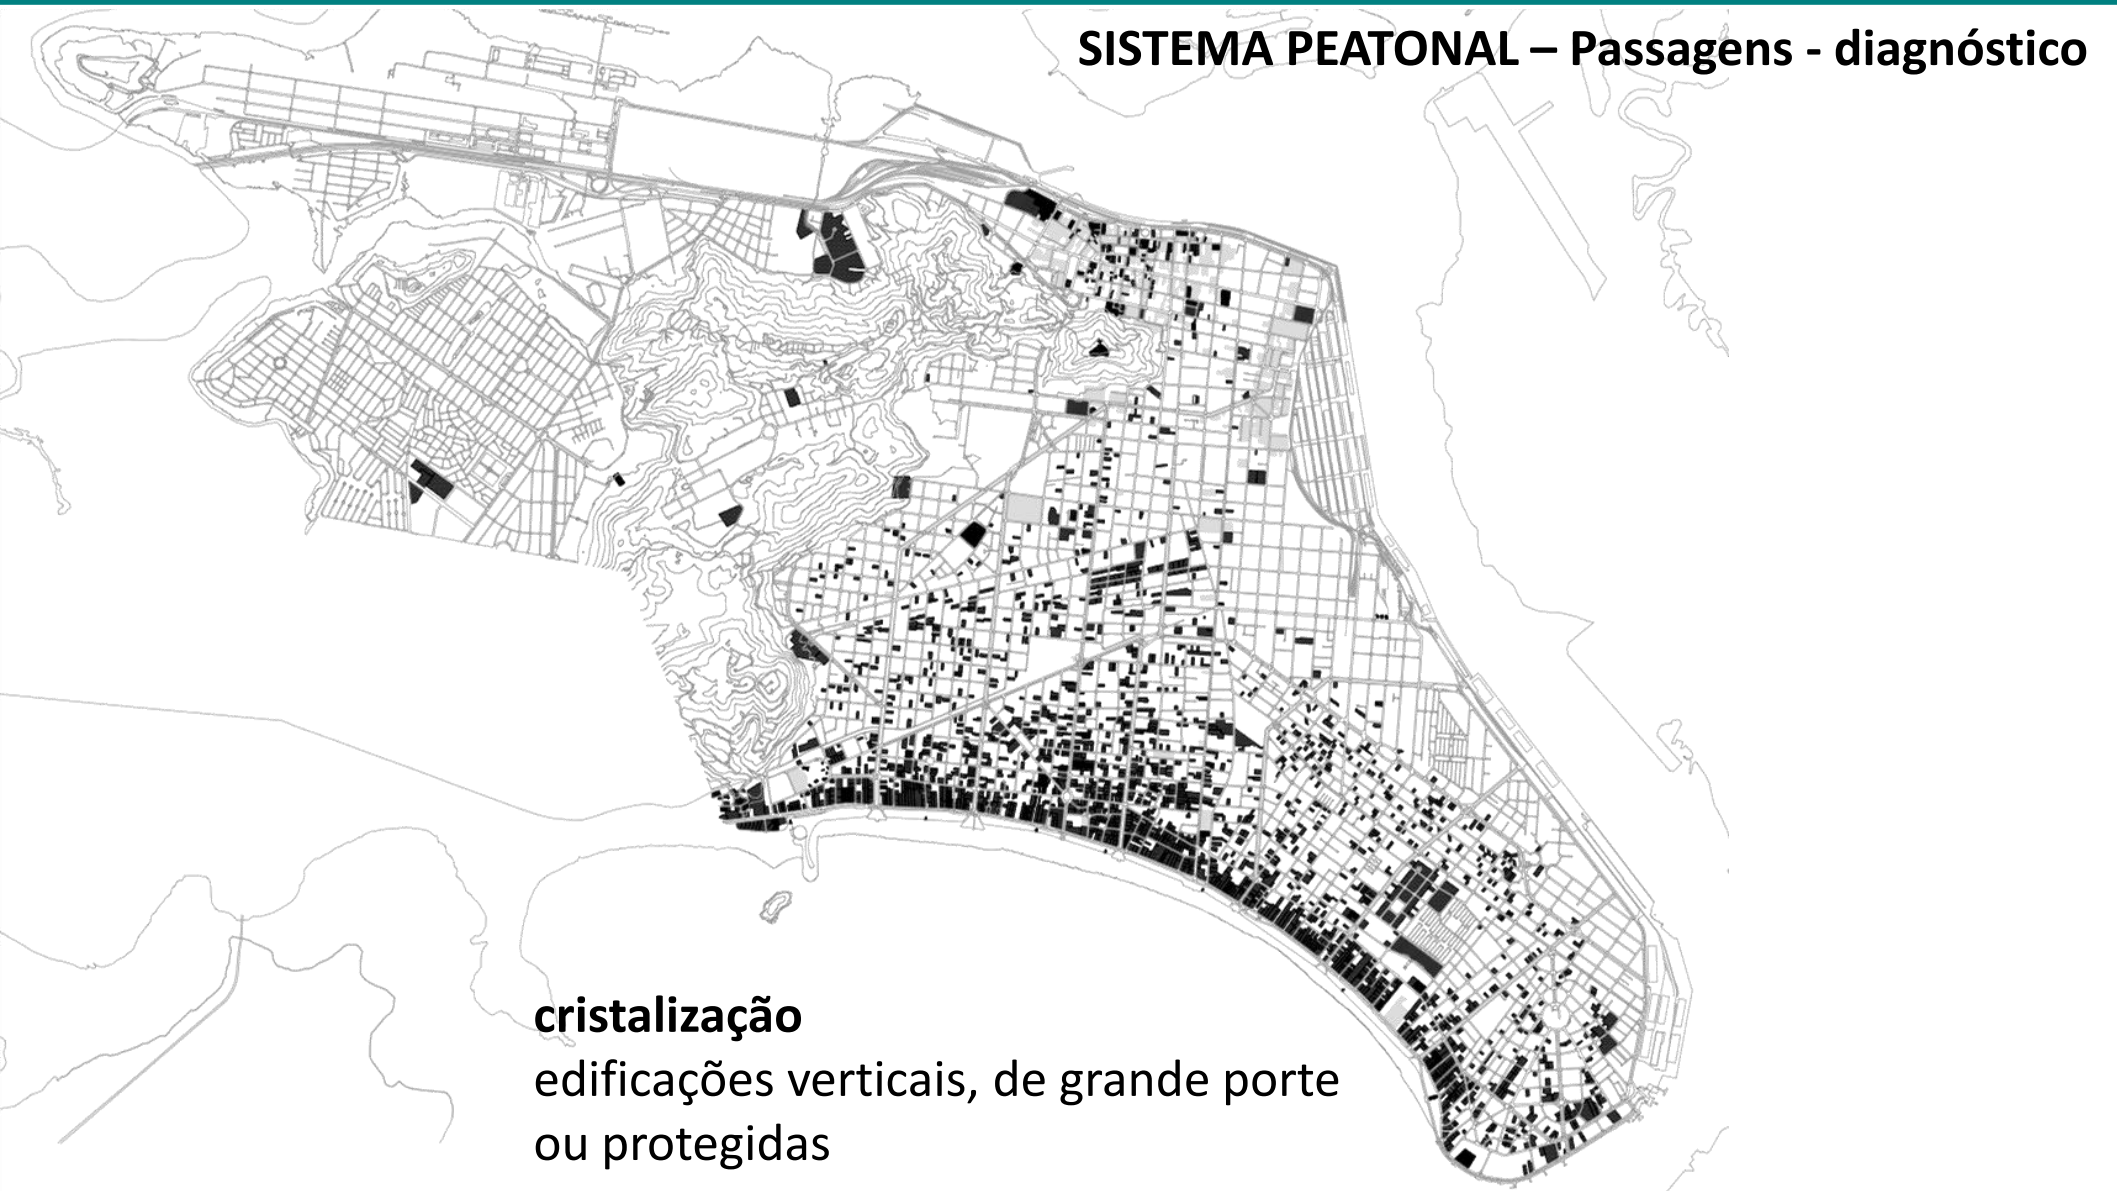 SISTEMA PEATONAL – Passagens - diagnóstico
cristalização
edificações verticais, de grande porte
ou protegidas